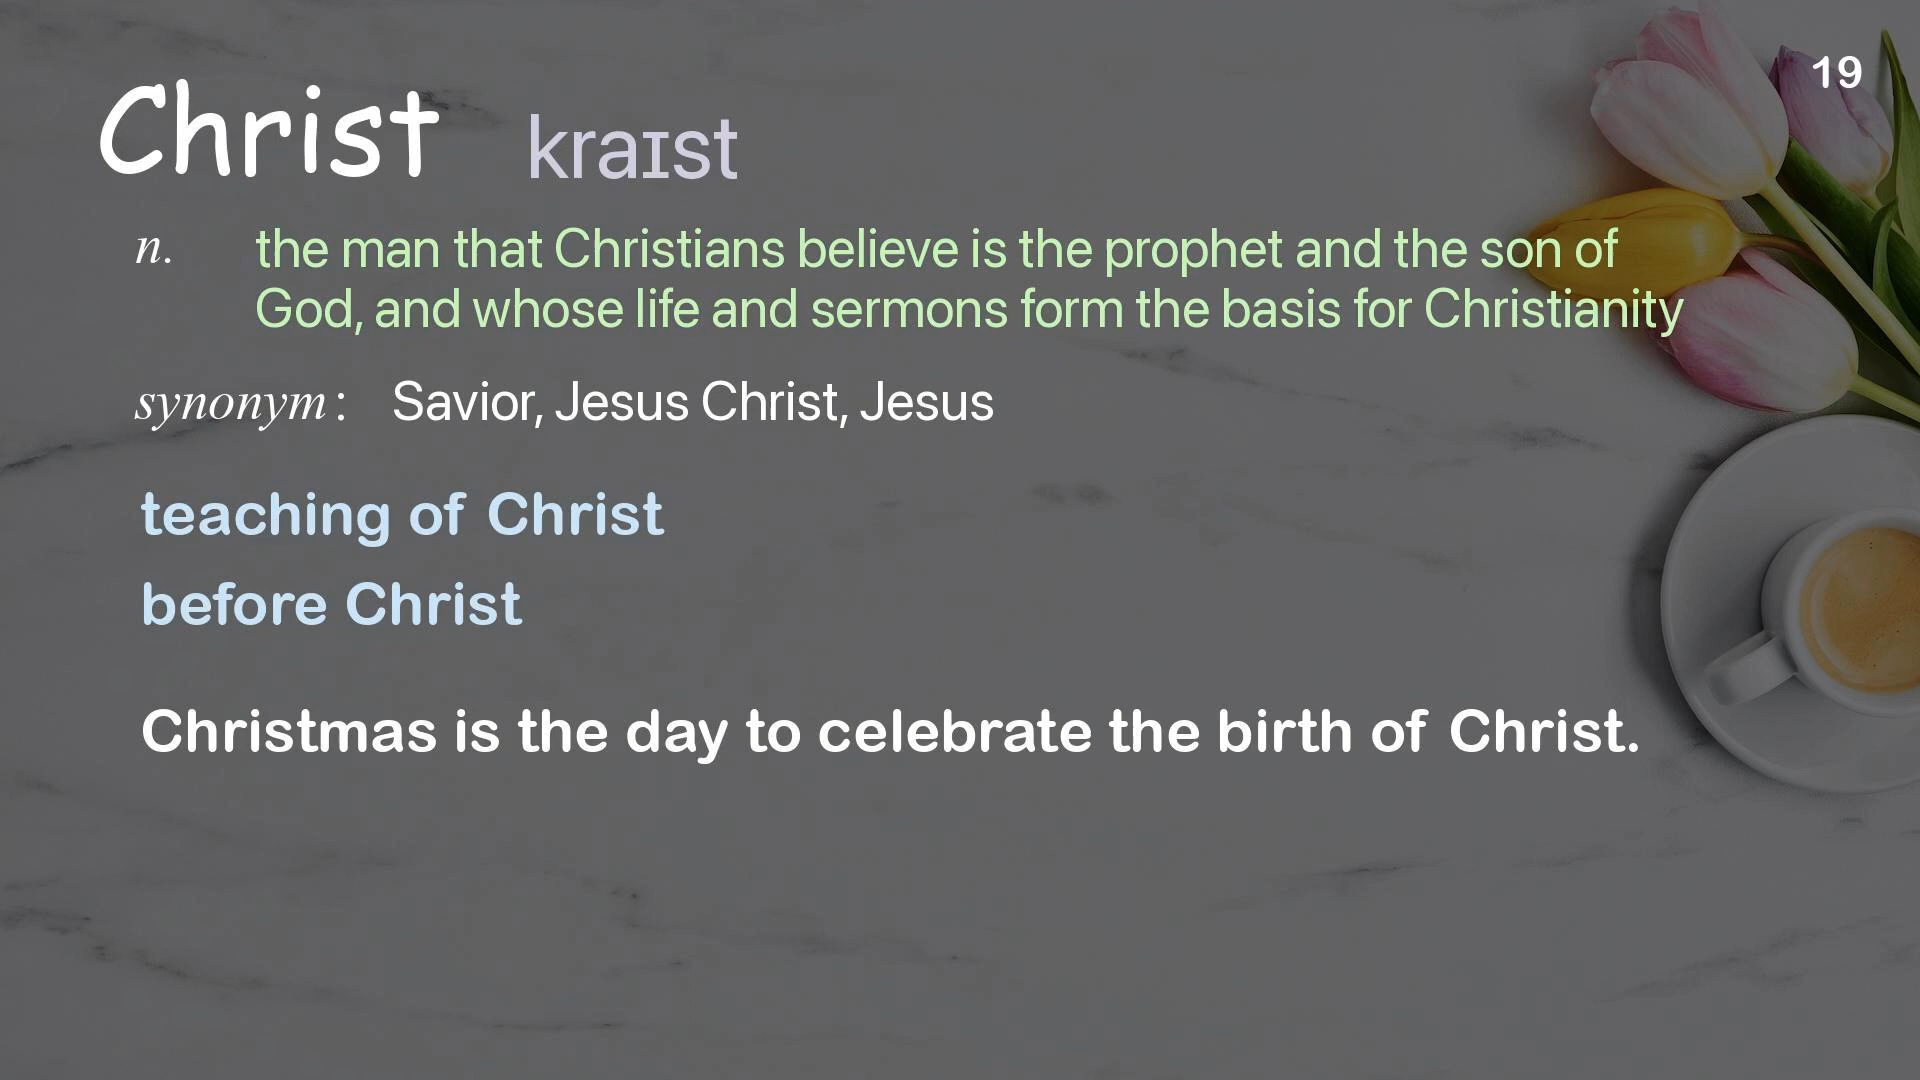 19
Christ kraɪst
n. the man that Christians believe is the prophet and the son of
God, and whose life and sermons form the basis for Christianity
synonym: Savior, Jesus Christ, Jesus
teaching of Christ
before Christ
Christmas is the day to celebrate the birth of Christ.